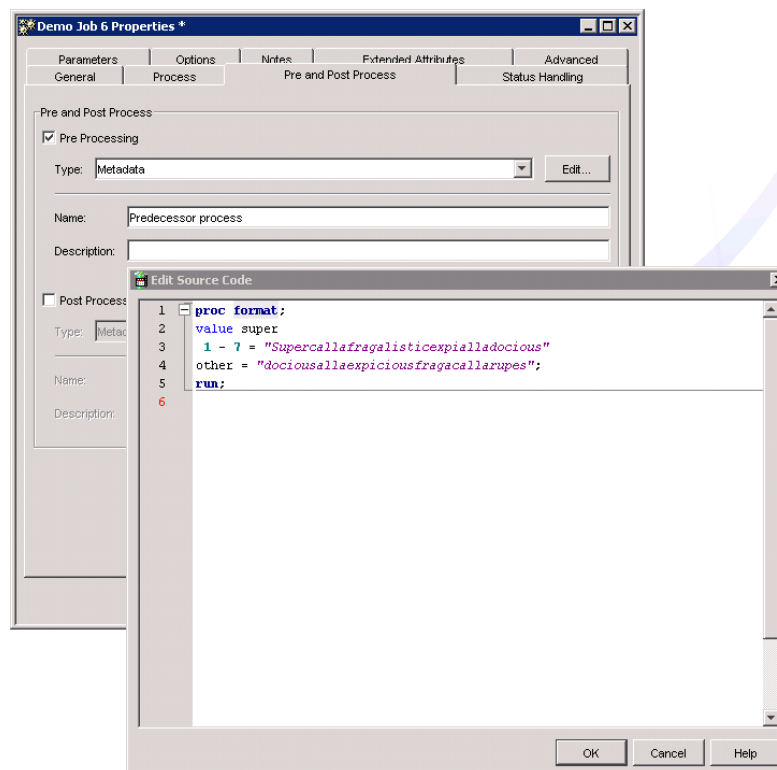 Demo Job 6 Properties *
Parameters Options Notes Extended Attributes Advanced
General Process Pre and Post Process Status Handling
Pre and Post Process
Pre Processing
Type: Metadata Edit...
Name: Predecessor process
Description:
Edit Source Code
Post Process
Type: Metad
Name:
Description:
1 proc format;
2 value super
3 1 - 7 = "Supercallafragalisticexpialladocious"
4 other = "dociousallaexpiciousfragacallarupes";
5 run;
6
OK Cancel Help